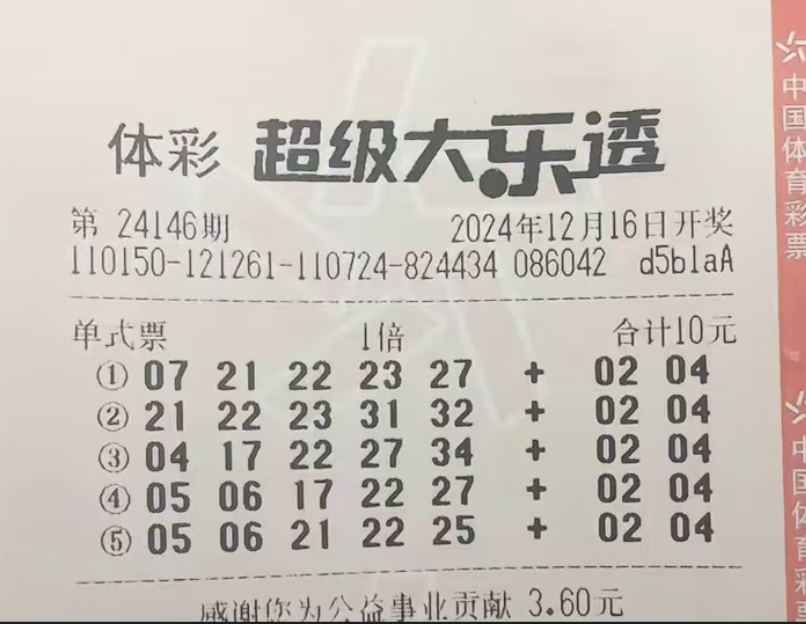 体彩 超级大乐透
第 24146期 2024年12月16日开奖
110150-121261-110724-824434 086042 d5b1aA
单式票 1倍 合计10元
① 07 21 22 23 27 + 02 04
② 21 22 23 31 32 + 02 04
③ 04 17 22 27 34 + 02 04
④ 05 06 17 22 27 + 02 04
⑤ 05 06 21 22 25 + 02 04
感谢您为公益事业贡献 3.60元
中国体育彩票
中国体育彩票